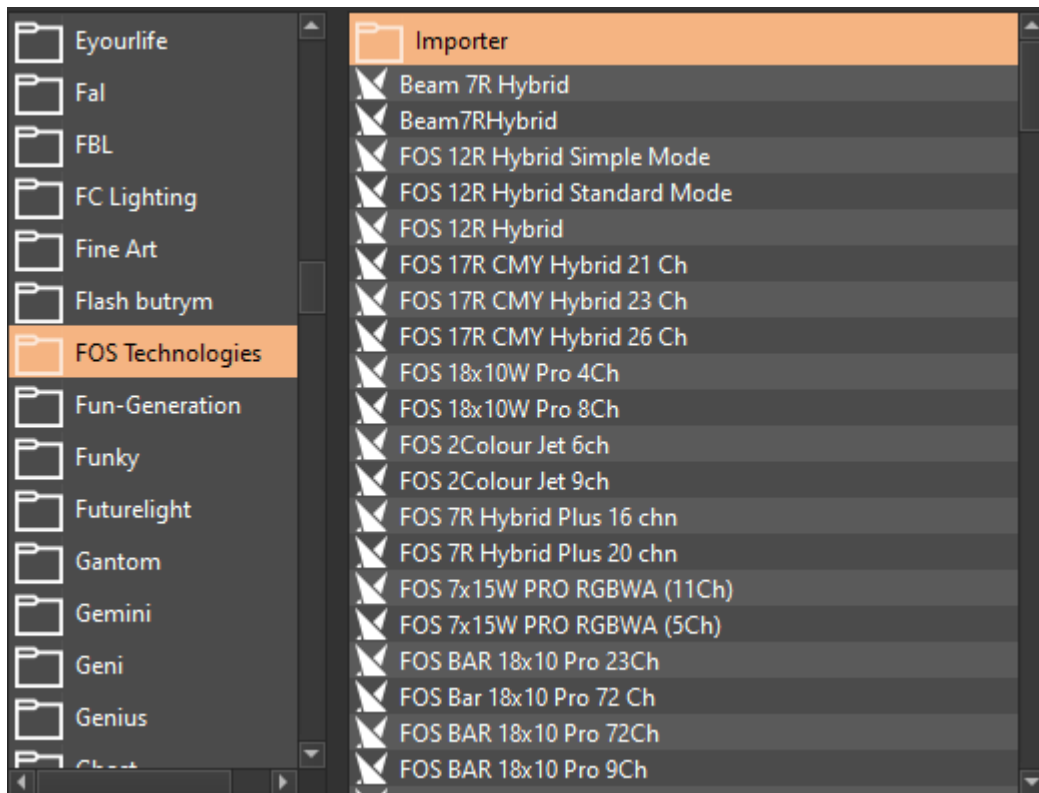 Eyourlife
Fal
FBL
FC Lighting
Fine Art
Flash butrym
FOS Technologies
Fun-Generation
Funky
Futurelight
Gantom
Gemini
Geni
Genius
Importer
Beam 7R Hybrid
Beam7RHybrid
FOS 12R Hybrid Simple Mode
FOS 12R Hybrid Standard Mode
FOS 12R Hybrid
FOS 17R CMY Hybrid 21 Ch
FOS 17R CMY Hybrid 23 Ch
FOS 17R CMY Hybrid 26 Ch
FOS 18x10W Pro 4Ch
FOS 18x10W Pro 8Ch
FOS 2Colour Jet 6ch
FOS 2Colour Jet 9ch
FOS 7R Hybrid Plus 16 chn
FOS 7R Hybrid Plus 20 chn
FOS 7x15W PRO RGBWA (11Ch)
FOS 7x15W PRO RGBWA (5Ch)
FOS BAR 18x10 Pro 23Ch
FOS Bar 18x10 Pro 72 Ch
FOS BAR 18x10 Pro 72Ch
FOS BAR 18x10 Pro 9Ch